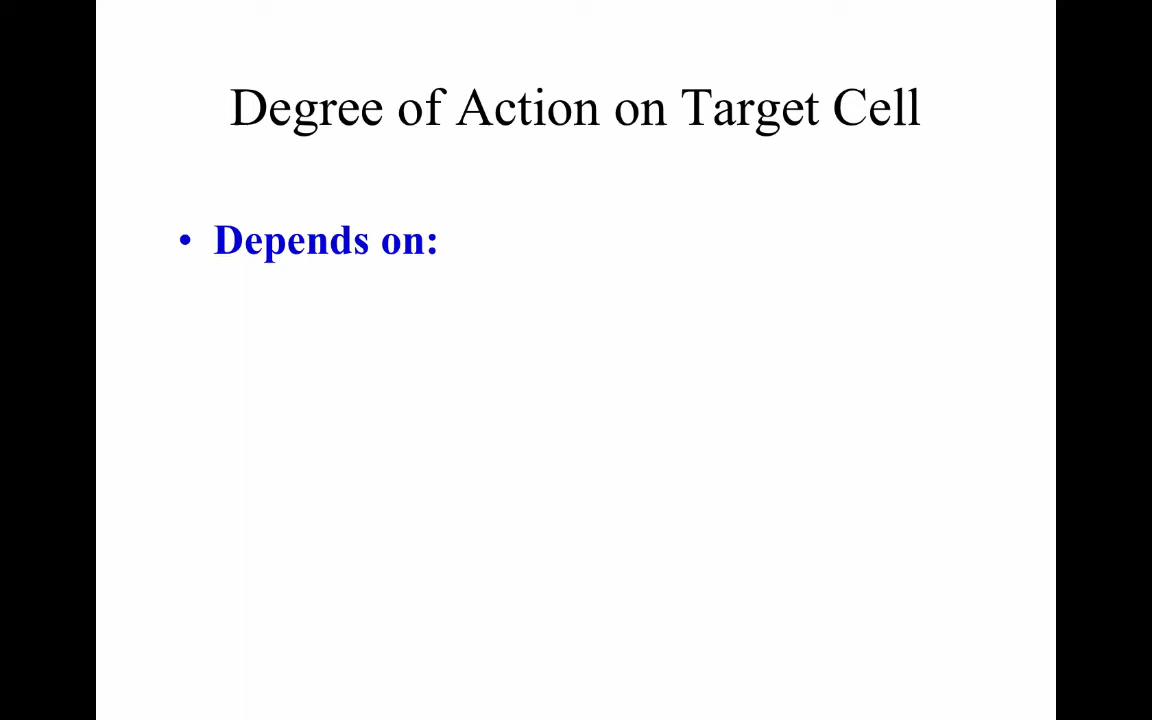 Degree of Action on Target Cell
• Depends on: